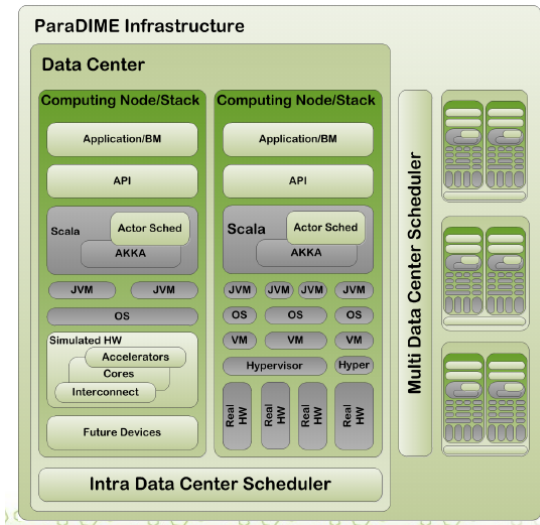 ParaDIME Infrastructure
Data Center
Computing Node/Stack
Application/BM
API
Scala
Actor Sched
AKKA
JVM
JVM
OS
Simulated HW
Accelerators
Cores
Interconnect
Future Devices
Computing Node/Stack
Application/BM
API
Scala
Actor Sched
AKKA
JVM
JVM
JVM
JVM
OS
OS
OS
VM
VM
VM
Hypervisor
Hyper
Real
HW
Real
HW
Real
HW
Real
HW
Intra Data Center Scheduler
Multi Data Center Scheduler